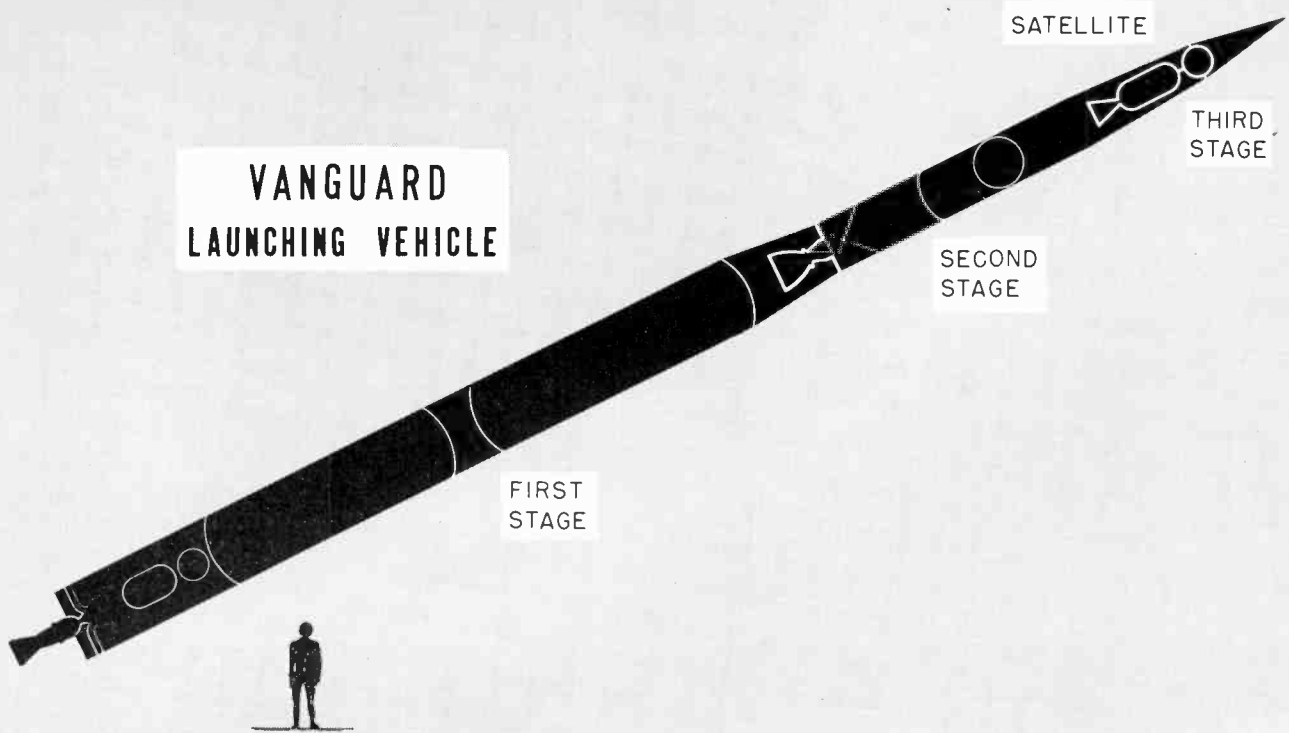 SATELLITE
THIRD
STAGE
VANGUARD
LAUNCHING VEHICLE
SECOND
STAGE
FIRST
STAGE